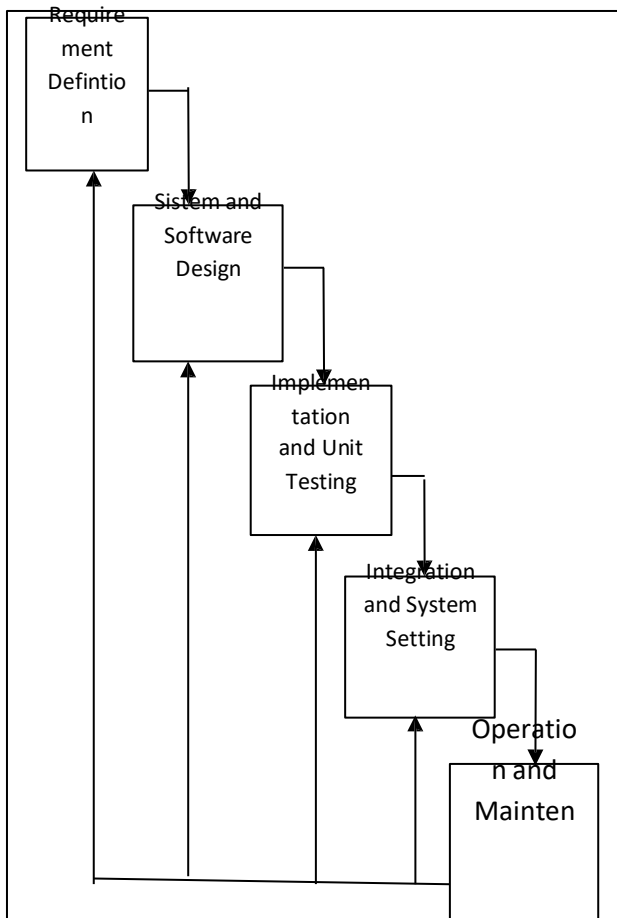 Require
ment
Defintio
n
Sistem and
Software
Design
Implemen
tation
and Unit
Testing
Integration
and System
Setting
Operatio
n and
Mainten